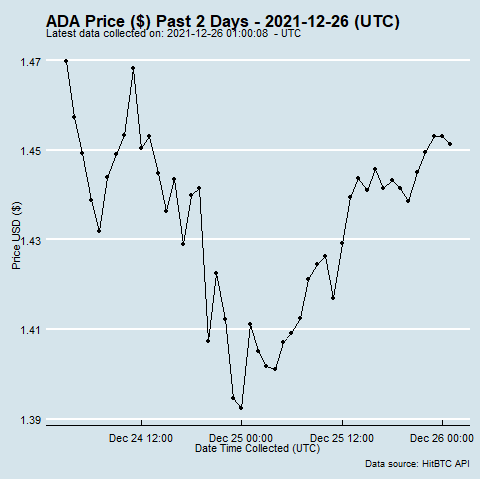 ADA Price ($) Past 2 Days - 2021-12-26 (UTC)
Latest data collected on: 2021-12-26 01:00:08 - UTC
1.47
1.45
1.43
1.41
1.39
Price USD ($)
Dec 24 12:00
Dec 25 00:00
Dec 25 12:00
Dec 26 00:00
Date Time Collected (UTC)
Data source: HitBTC API